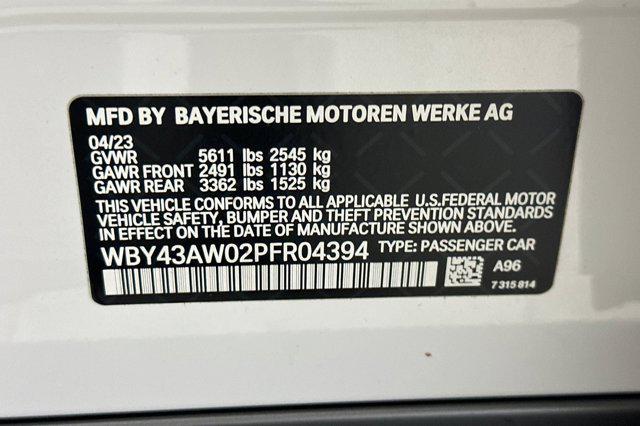 MFD BY BAYERISCHE MOTOREN WERKE AG
04/23
GVWR 5611 lbs 2545 kg
GAWR FRONT 2491 lbs 1130 kg
GAWR REAR 3362 lbs 1525 kg
THIS VEHICLE CONFORMS TO ALL APPLICABLE U.S.FEDERAL MOTOR
VEHICLE SAFETY, BUMPER AND THEFT PREVENTION STANDARDS
IN EFFECT ON THE DATE OF MANUFACTURE SHOWN ABOVE.
WBY43AW02PFR04394 TYPE: PASSENGER CAR
A96
7 315 814